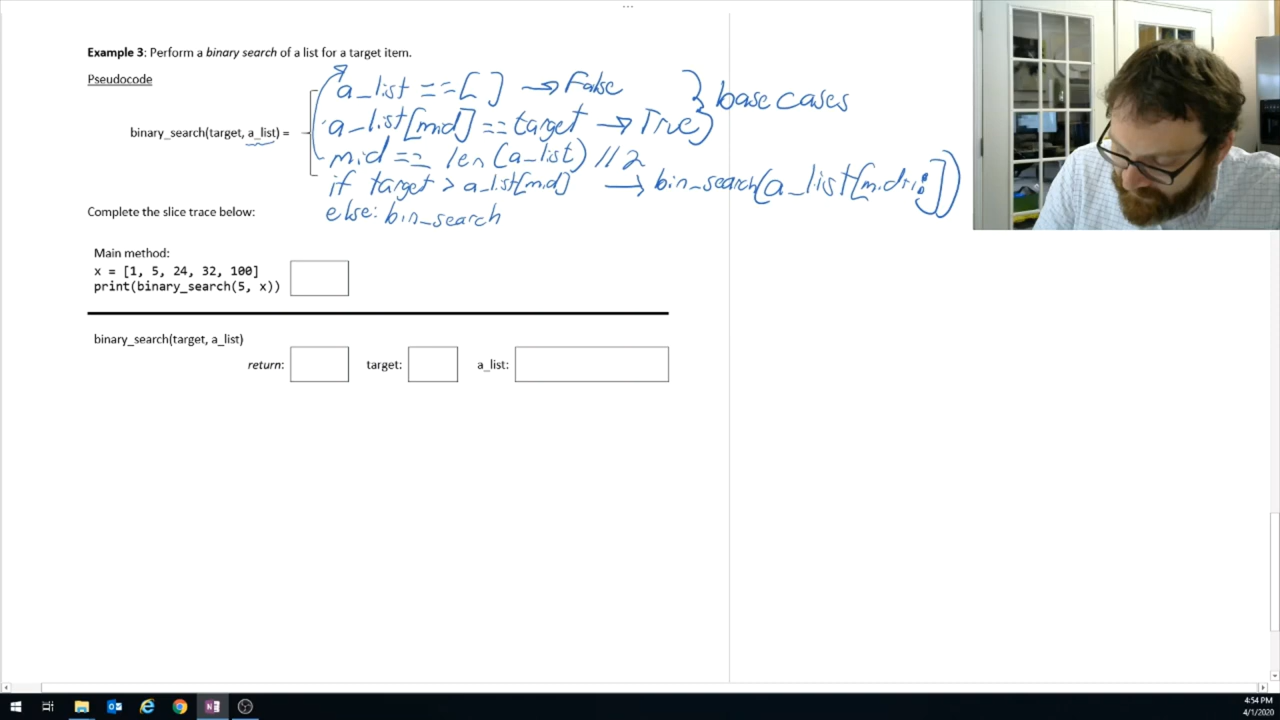 Example 3: Perform a binary search of a list for a target item.
Pseudocode
a_list == [ ] → False
binary_search(target, a_list) =
a_list[mid] == target → True } base cases
mid == len(a_list) // 2
if target > a_list[mid] → bin_search(a_list[mid+1:])
else: bin_search
Complete the slice trace below:
Main method:
x = [1, 5, 24, 32, 100]
print(binary_search(5, x))
binary_search(target, a_list)
return: target: a_list:
4:54 PM
4/1/2020